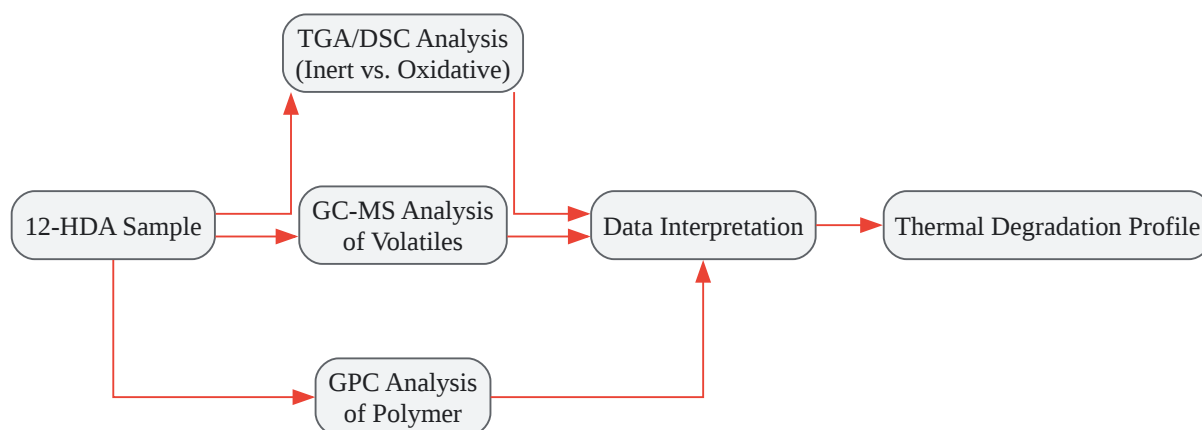 TGA/DSC Analysis
(Inert vs. Oxidative)
12-HDA Sample
GC-MS Analysis
of Volatiles
Data Interpretation
Thermal Degradation Profile
GPC Analysis
of Polymer